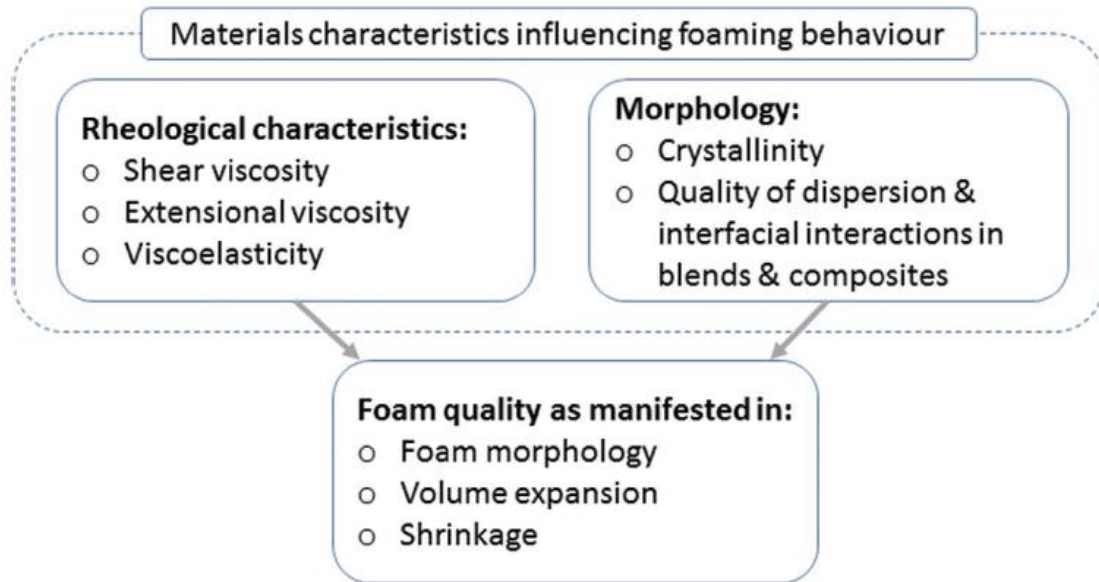 Materials characteristics influencing foaming behaviour
Rheological characteristics:
o Shear viscosity
o Extensional viscosity
o Viscoelasticity
Morphology:
o Crystallinity
o Quality of dispersion &
interfacial interactions in
blends & composites
Foam quality as manifested in:
o Foam morphology
o Volume expansion
o Shrinkage